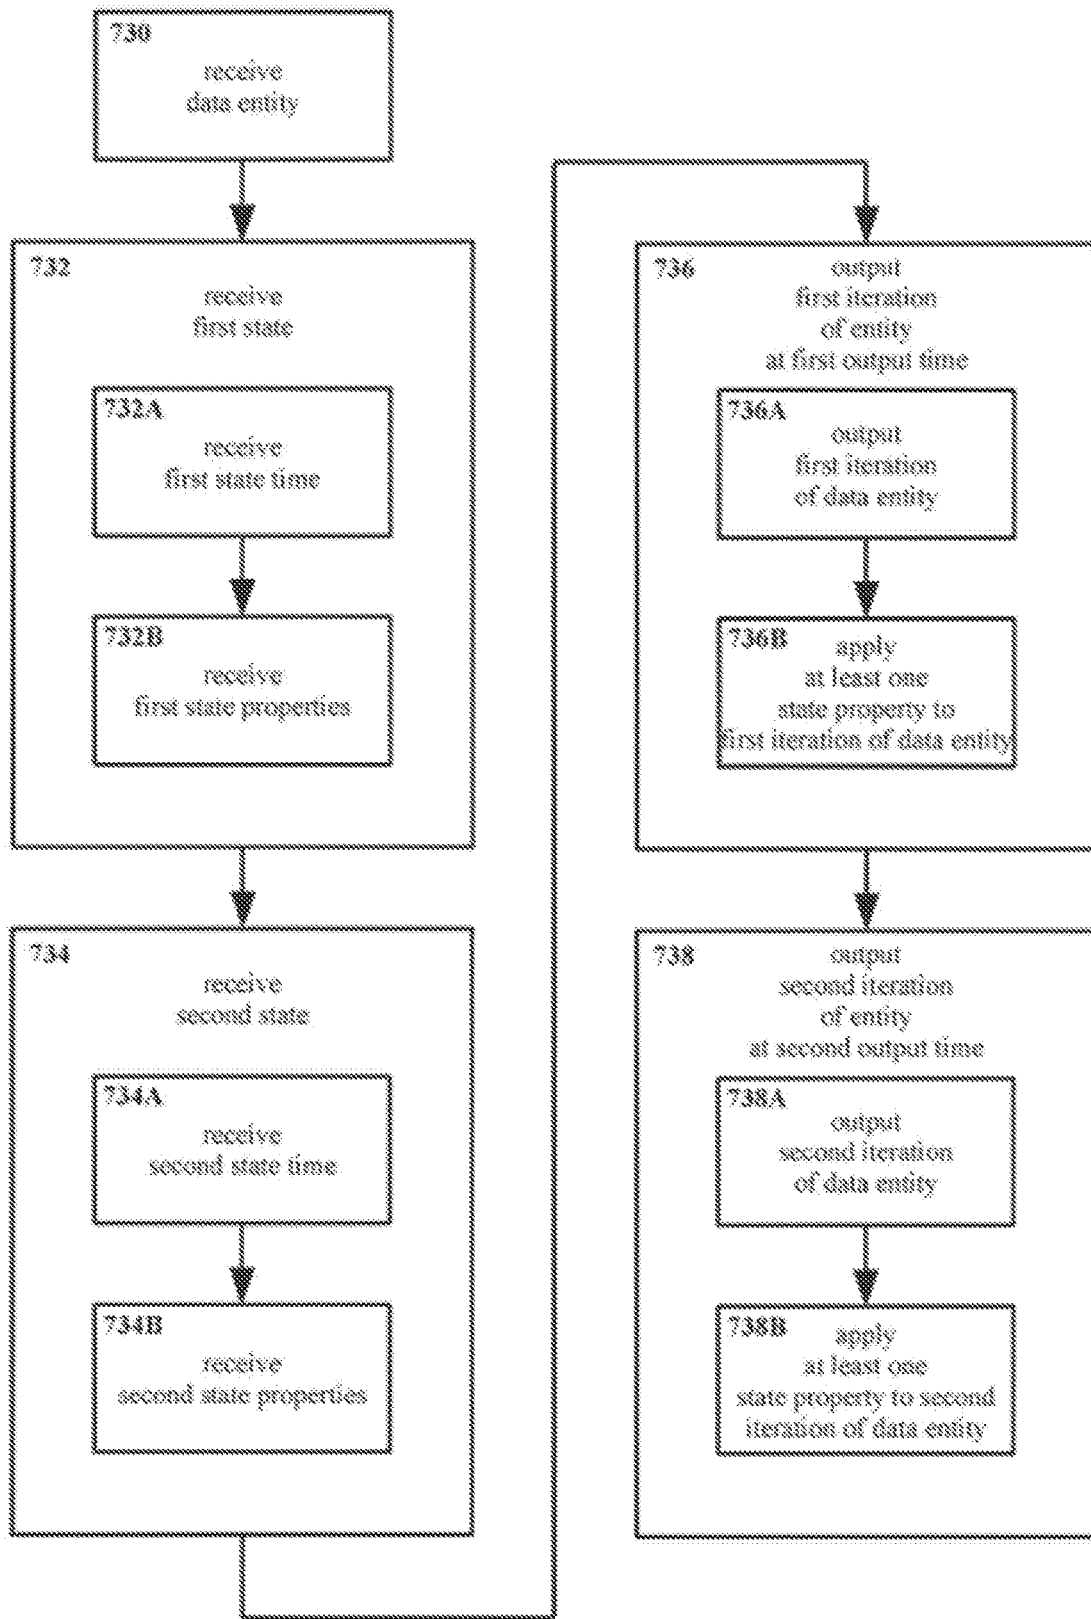 730
receive
data entity
732
receive
first state
732A
receive
first state time
732B
receive
first state properties
734
receive
second state
734A
receive
second state time
734B
receive
second state properties
736
output
first iteration
of entity
at first output time
736A
output
first iteration
of data entity
736B
apply
at least one
state property to
first iteration of data entity
738
output
second iteration
of entity
at second output time
738A
output
second iteration
of data entity
738B
apply
at least one
state property to second
iteration of data entity